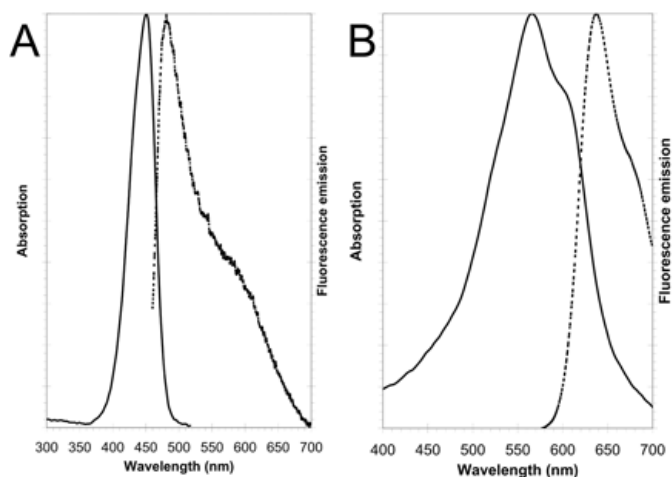 A
B
Absorption
Fluorescence emission
Absorption
Fluorescence emission
300 350 400 450 500 550 600 650 700
Wavelength (nm)
400 450 500 550 600 650 700
Wavelength (nm)